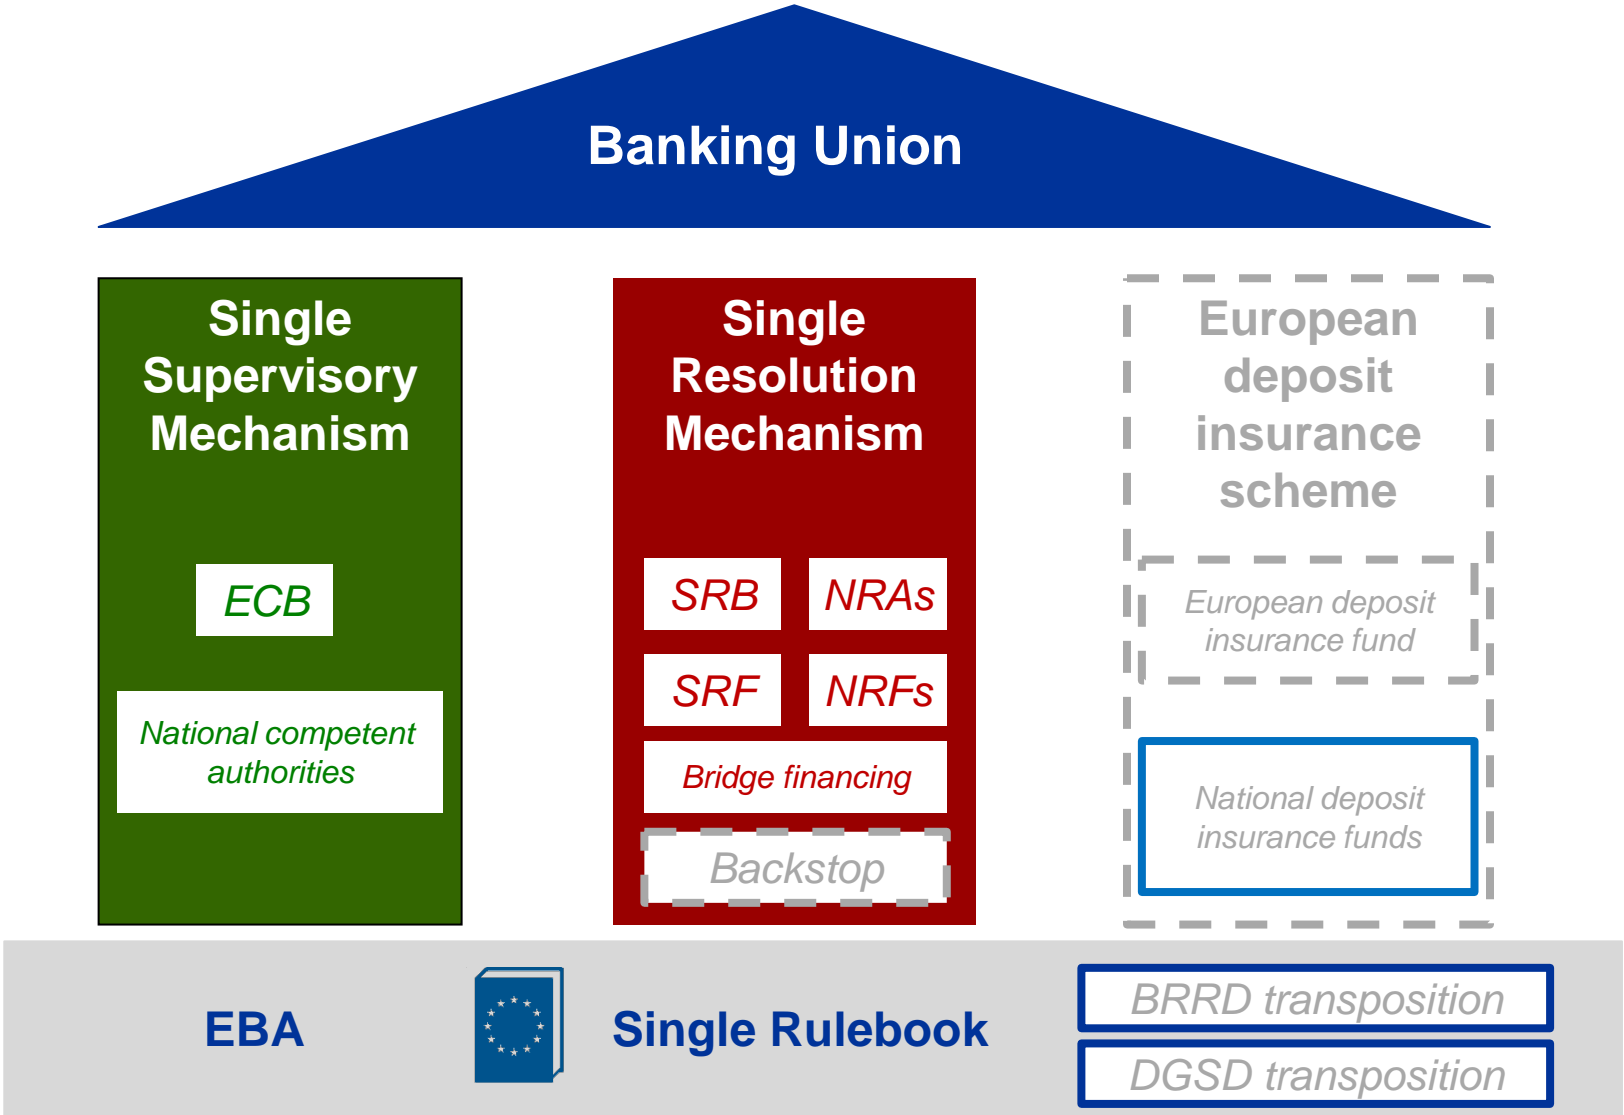 Banking Union
Single
Supervisory
Mechanism
ECB
National competent
authorities
Single
Resolution
Mechanism
SRB
NRAs
SRF
NRFs
Bridge financing
Backstop
European
deposit
insurance
scheme
European deposit
insurance fund
National deposit
insurance funds
EBA
Single Rulebook
BRRD transposition
DGSD transposition